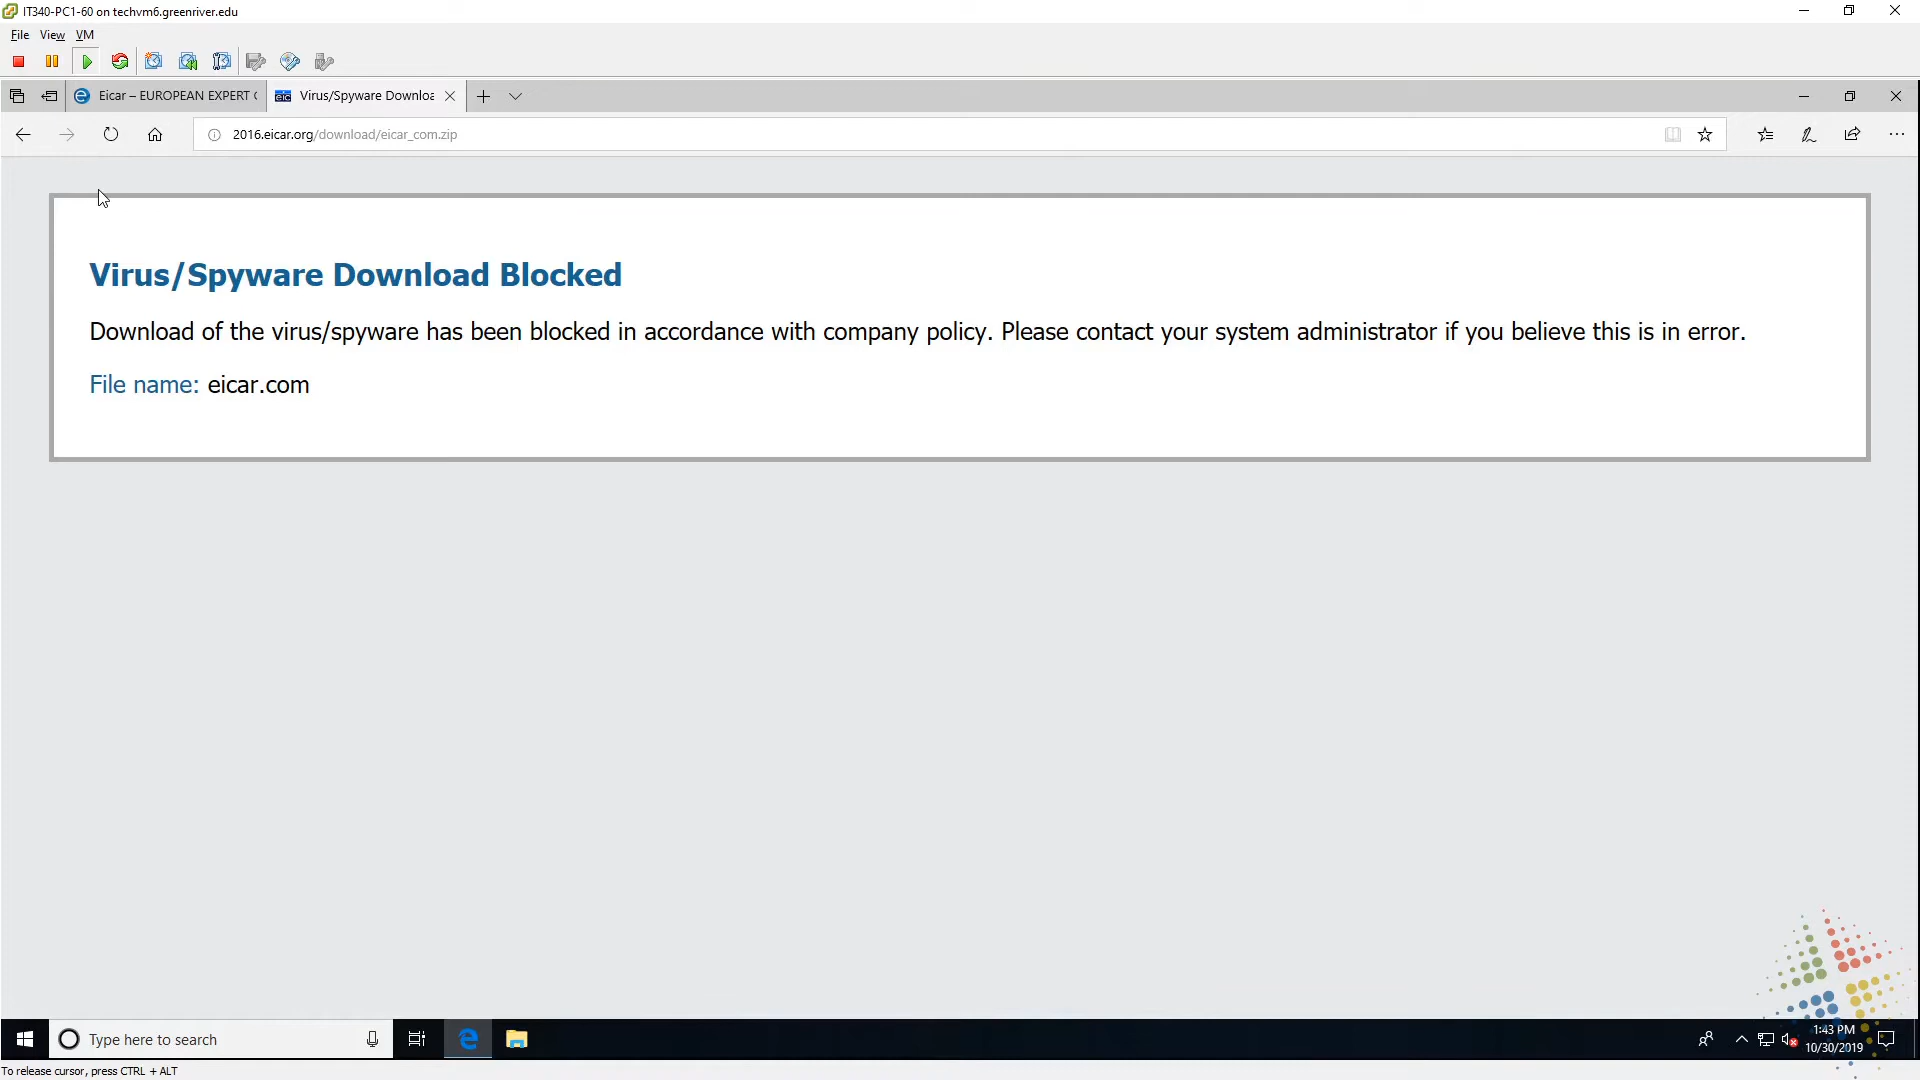 IT340-PC1-60 on techvm6.greenriver.edu
File View VM
Eicar – EUROPEAN EXPERT
Virus/Spyware Downloa
2016.eicar.org/download/eicar_com.zip
Virus/Spyware Download Blocked
Download of the virus/spyware has been blocked in accordance with company policy. Please contact your system administrator if you believe this is in error.
File name: eicar.com
Type here to search
1:43 PM
10/30/2019
To release cursor, press CTRL + ALT